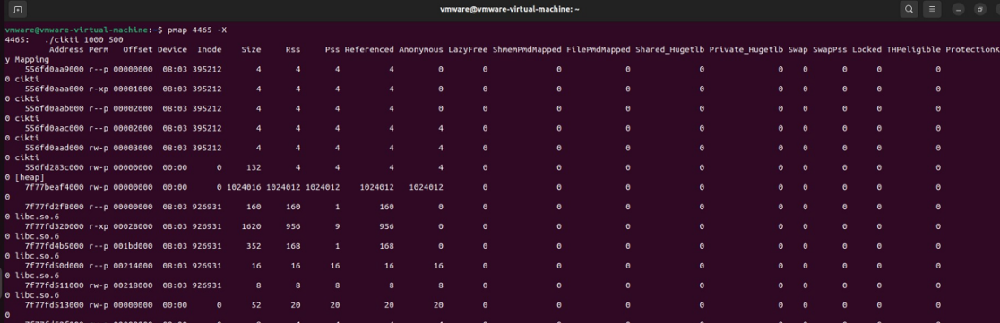 vmware@vmware-virtual-machine: ~
vmware@vmware-virtual-machine:~$ pmap 4465 -X
4465:   ./cikti 1000 500
Address Perm Offset Device Inode Size Rss Pss Referenced Anonymous LazyFree ShmemPmdMapped FilePmdMapped Shared_Hugetlb Private_Hugetlb Swap SwapPss Locked THPeligible ProtectionK
y Mapping
556fd0aa9000 r--p 00000000 08:03 395212 4 4 4 4 0 0 0 0 0 0 0 0 0 0
0 cikti
556fd0aaa000 r-xp 00001000 08:03 395212 4 4 4 4 0 0 0 0 0 0 0 0 0 0
0 cikti
556fd0aab000 r--p 00002000 08:03 395212 4 4 4 4 0 0 0 0 0 0 0 0 0 0
0 cikti
556fd0aac000 r--p 00002000 08:03 395212 4 4 4 4 4 0 0 0 0 0 0 0 0 0
0 cikti
556fd0aad000 rw-p 00003000 08:03 395212 4 4 4 4 4 0 0 0 0 0 0 0 0 0
0 cikti
556fd283c000 rw-p 00000000 00:00 0 132 4 4 4 4 0 0 0 0 0 0 0 0 0
0 [heap]
7f77beaf4000 rw-p 00000000 00:00 0 1024016 1024012 1024012 1024012 1024012 0 0 0 0 0 0 0 0 0
0
7f77fd2f8000 r--p 00000000 08:03 926931 160 160 1 160 0 0 0 0 0 0 0 0 0 0
0 libc.so.6
7f77fd320000 r-xp 00028000 08:03 926931 1620 956 9 956 0 0 0 0 0 0 0 0 0 0
0 libc.so.6
7f77fd4b5000 r--p 001bd000 08:03 926931 352 168 1 168 0 0 0 0 0 0 0 0 0 0
0 libc.so.6
7f77fd50d000 r--p 00214000 08:03 926931 16 16 16 16 16 0 0 0 0 0 0 0 0 0
0 libc.so.6
7f77fd511000 rw-p 00218000 08:03 926931 8 8 8 8 8 0 0 0 0 0 0 0 0 0
0 libc.so.6
7f77fd513000 rw-p 00000000 00:00 0 52 20 20 20 20 0 0 0 0 0 0 0 0 0
0